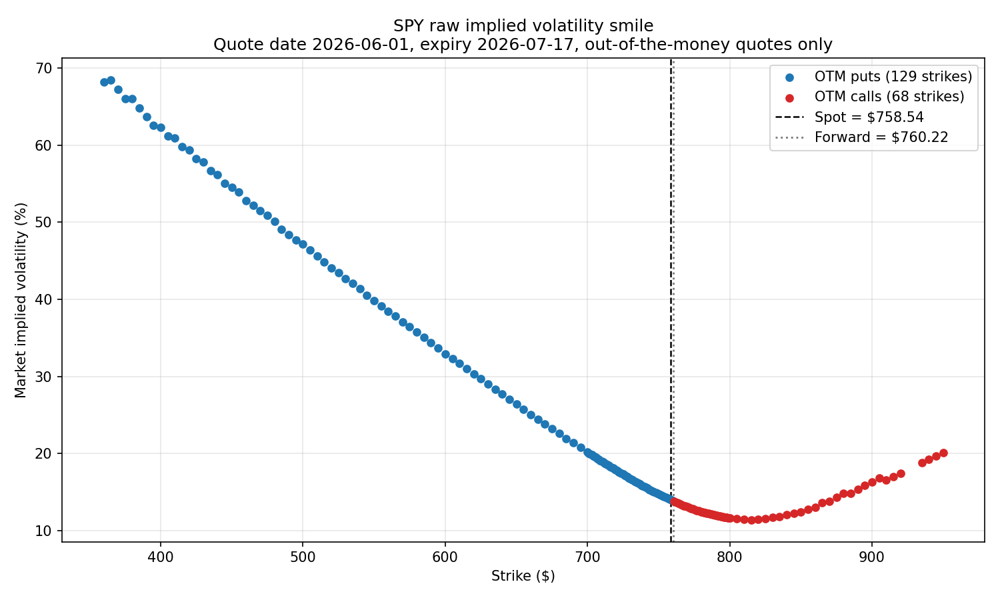 SPY raw implied volatility smile
Quote date 2026-06-01, expiry 2026-07-17, out-of-the-money quotes only
OTM puts (129 strikes)
OTM calls (68 strikes)
Spot = $758.54
Forward = $760.22
Market implied volatility (%)
70
60
50
40
30
20
10
400
500
600
700
800
900
Strike ($)